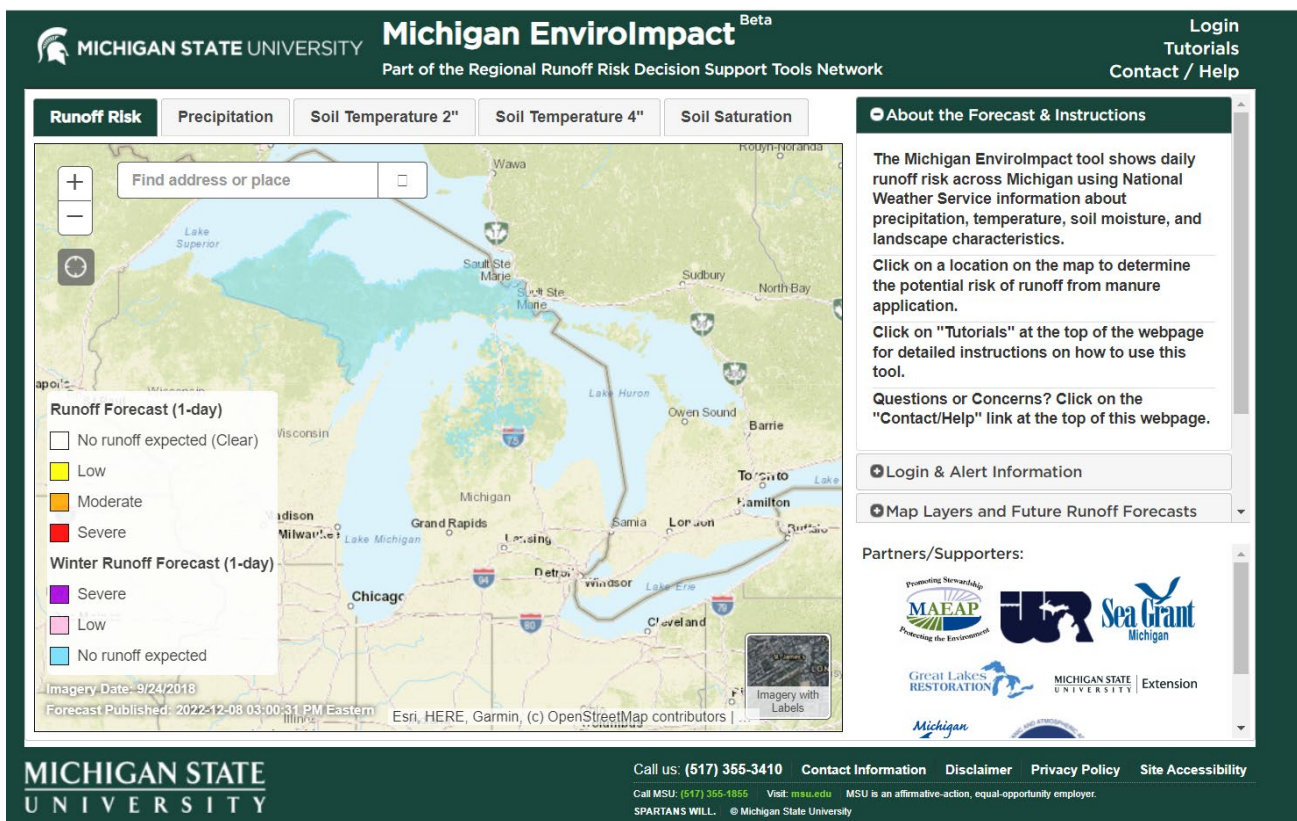 MICHIGAN STATE UNIVERSITY
Michigan EnviroImpact Beta
Part of the Regional Runoff Risk Decision Support Tools Network
Login
Tutorials
Contact / Help
Runoff Risk
Precipitation
Soil Temperature 2"
Soil Temperature 4"
Soil Saturation
+
−
Find address or place
Wawa
Rouyn-Noranda
Lake
Superior
Sault Ste
Marie
Sault Ste
Marie
Sudbury
North Bay
Lake Huron
Owen Sound
Barrie
Wisconsin
Toronto
Lake
Hamilton
Michigan
Grand Rapids
Sarnia
London
Buffalo
Madison
Milwaukee
Lake Michigan
Lansing
Detroit
Windsor
Lake Erie
Chicago
Cleveland
75
94
80
79
Runoff Forecast (1-day)
No runoff expected (Clear)
Low
Moderate
Severe
Winter Runoff Forecast (1-day)
Severe
Low
No runoff expected
Imagery Date: 9/24/2018
Forecast Published: 2022-12-08 03:00:31 PM Eastern
Esri, HERE, Garmin, (c) OpenStreetMap contributors | ...
Imagery with
Labels
About the Forecast & Instructions
The Michigan EnviroImpact tool shows daily
runoff risk across Michigan using National
Weather Service information about
precipitation, temperature, soil moisture, and
landscape characteristics.
Click on a location on the map to determine
the potential risk of runoff from manure
application.
Click on "Tutorials" at the top of the webpage
for detailed instructions on how to use this
tool.
Questions or Concerns? Click on the
"Contact/Help" link at the top of this webpage.
Login & Alert Information
Map Layers and Future Runoff Forecasts
Partners/Supporters:
Promoting Stewardship
MAEAP
Protecting the Environment
Sea Grant
Michigan
Great Lakes
RESTORATION
MICHIGAN STATE
UNIVERSITY
Extension
Michigan
MICHIGAN STATE
UNIVERSITY
Call us: (517) 355-3410
Contact Information
Disclaimer
Privacy Policy
Site Accessibility
Call MSU: (517) 355-1855
Visit: msu.edu
MSU is an affirmative-action, equal-opportunity employer.
SPARTANS WILL.
© Michigan State University